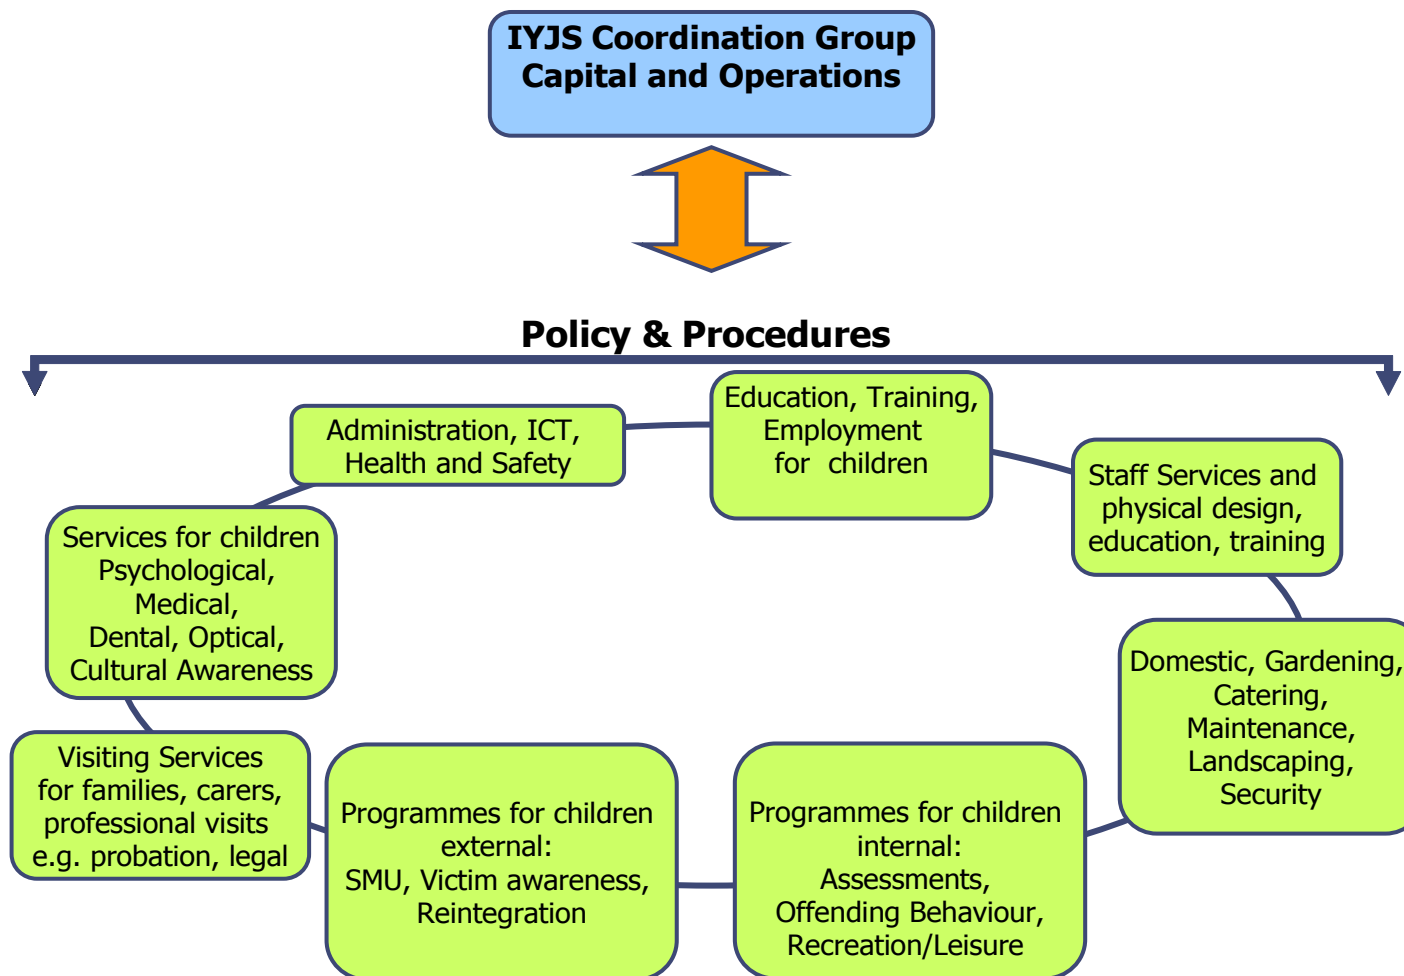 IYJS Coordination Group
Capital and Operations
Policy & Procedures
Administration, ICT,
Health and Safety
Education, Training,
Employment
for children
Staff Services and
physical design,
education, training
Services for children
Psychological,
Medical,
Dental, Optical,
Cultural Awareness
Domestic, Gardening,
Catering,
Maintenance,
Landscaping,
Security
Visiting Services
for families, carers,
professional visits
e.g. probation, legal
Programmes for children
external:
SMU, Victim awareness,
Reintegration
Programmes for children
internal:
Assessments,
Offending Behaviour,
Recreation/Leisure